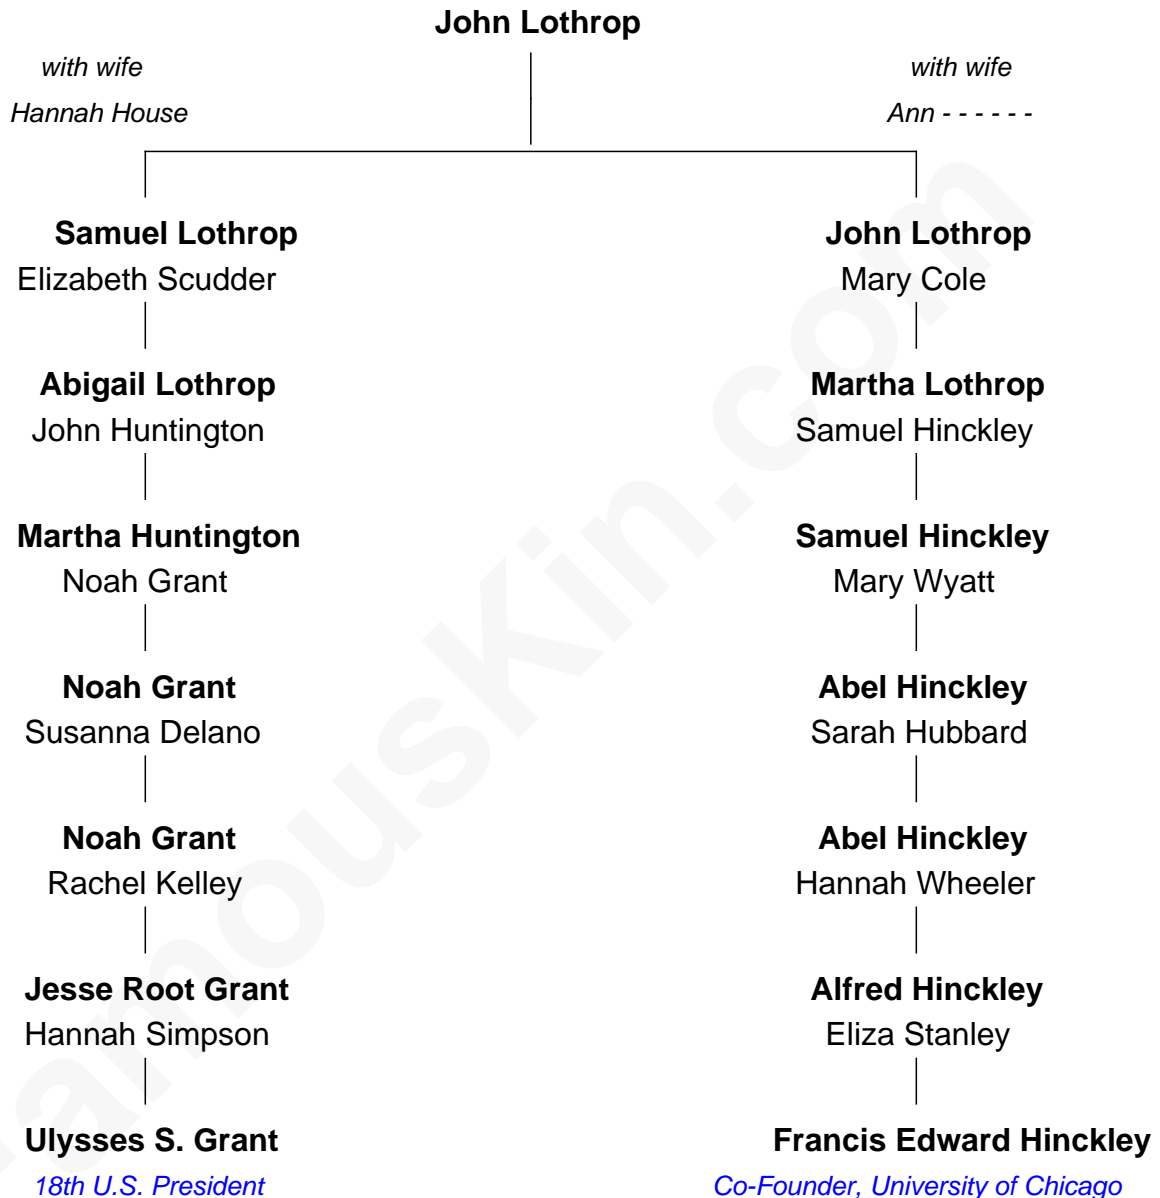 John Lothrop
with wife with wife
Hannah House Ann - - - - - -
Samuel Lothrop John Lothrop
Elizabeth Scudder Mary Cole
Abigail Lothrop Martha Lothrop
John Huntington Samuel Hinckley
Martha Huntington Samuel Hinckley
Noah Grant Mary Wyatt
Noah Grant Abel Hinckley
Susanna Delano Sarah Hubbard
Noah Grant Abel Hinckley
Rachel Kelley Hannah Wheeler
Jesse Root Grant Alfred Hinckley
Hannah Simpson Eliza Stanley
Ulysses S. Grant Francis Edward Hinckley
18th U.S. President Co-Founder, University of Chicago
FamousKin.com